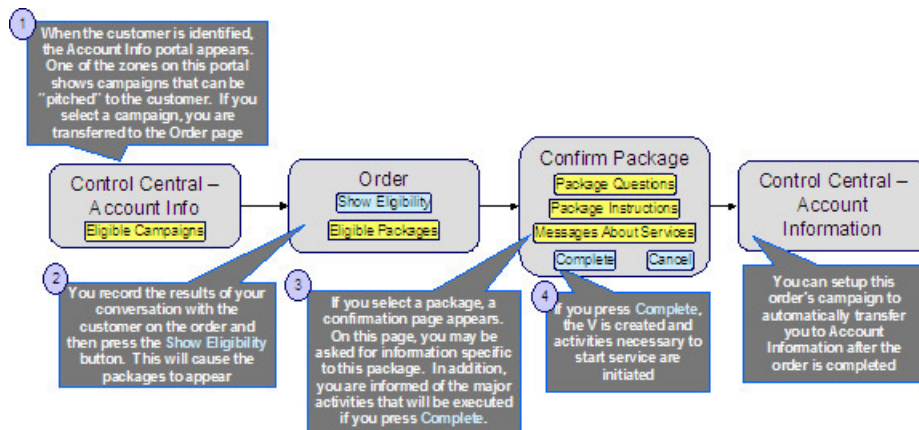 1
When the customer is identified,
the Account Info portal appears.
One of the zones on this portal
shows campaigns that can be
"pitched" to the customer. If you
select a campaign, you are
transferred to the Order page
Control Central –
Account Info
Eligible Campaigns
Order
Show Eligibility
Eligible Packages
Confirm Package
Package Questions
Package Instructions
Messages About Services
Complete
Cancel
Control Central –
Account
Information
2
You record the results of your
conversation with the
customer on the order and
then press the Show Eligibility
button. This will cause the
packages to appear
3
If you select a package, a
confirmation page appears.
On this page, you may be
asked for information specific
to this package. In addition,
you are informed of the major
activities that will be executed
if you press Complete.
4
If you press Complete,
the V is created and
activities necessary to
start service are
initiated
You can setup this
order's campaign to
automatically transfer
you to Account
Information after the
order is completed